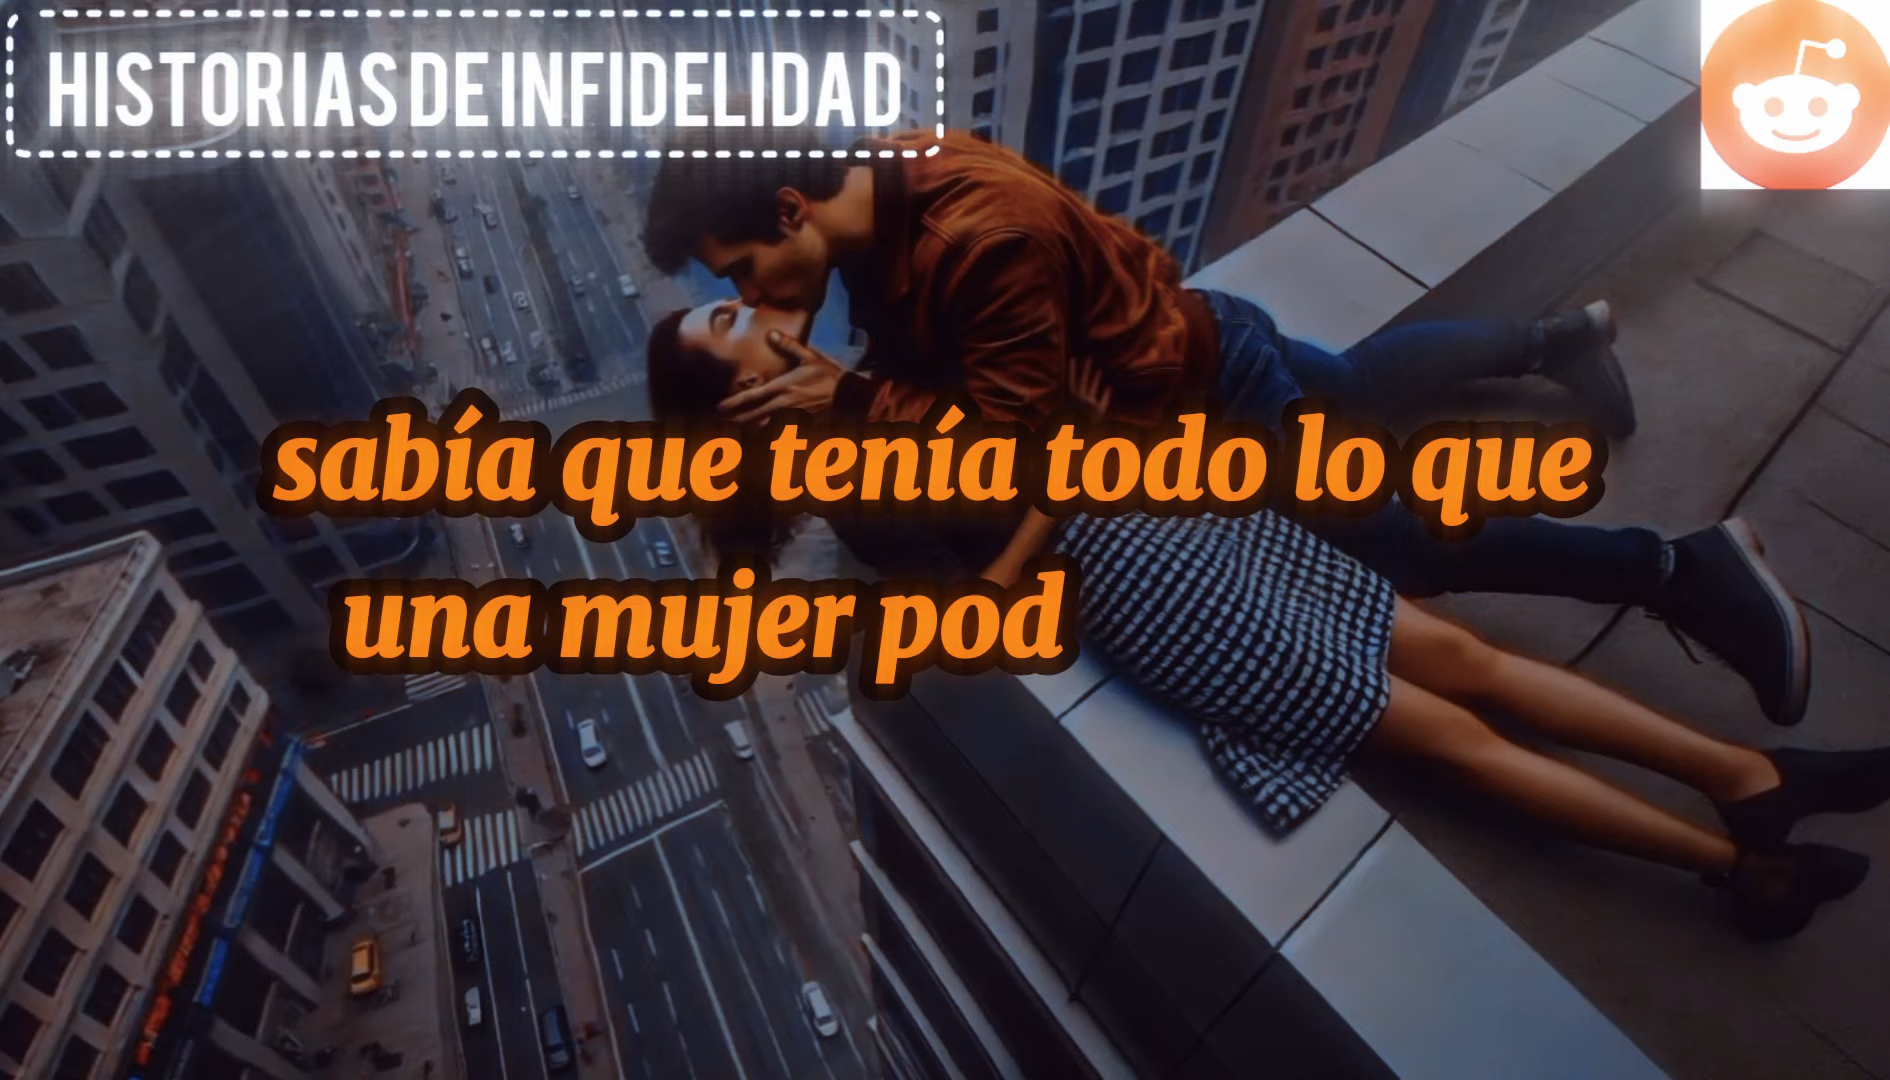 HISTORIAS DE INFIDELIDAD
sabía que tenía todo lo que
una mujer pod